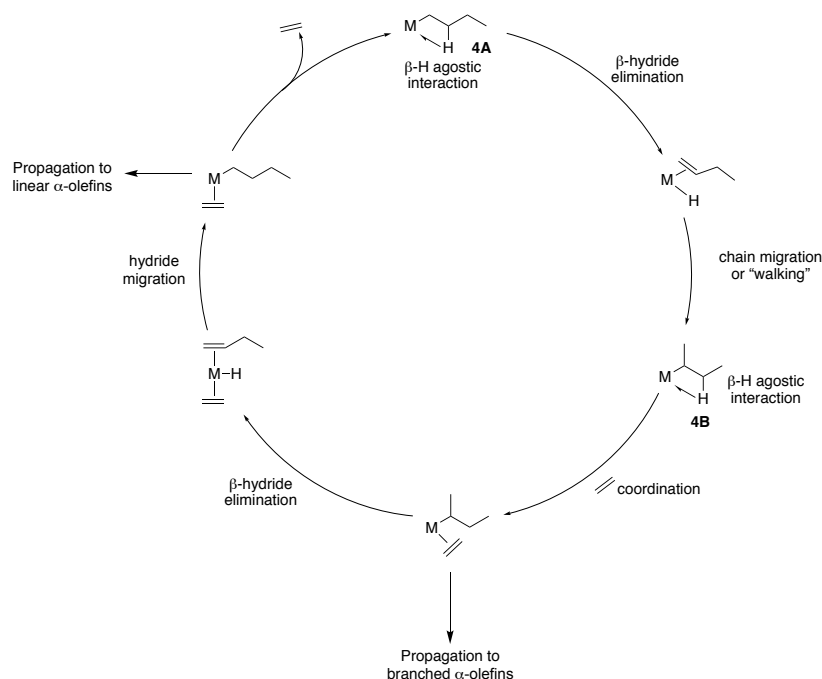 M
H
4A
β-H agostic
interaction
β-hydride
elimination
M
H
chain migration
or “walking”
M
H
β-H agostic
interaction
4B
coordination
M
Propagation to
branched α-olefins
β-hydride
elimination
M-H
hydride
migration
M
Propagation to
linear α-olefins